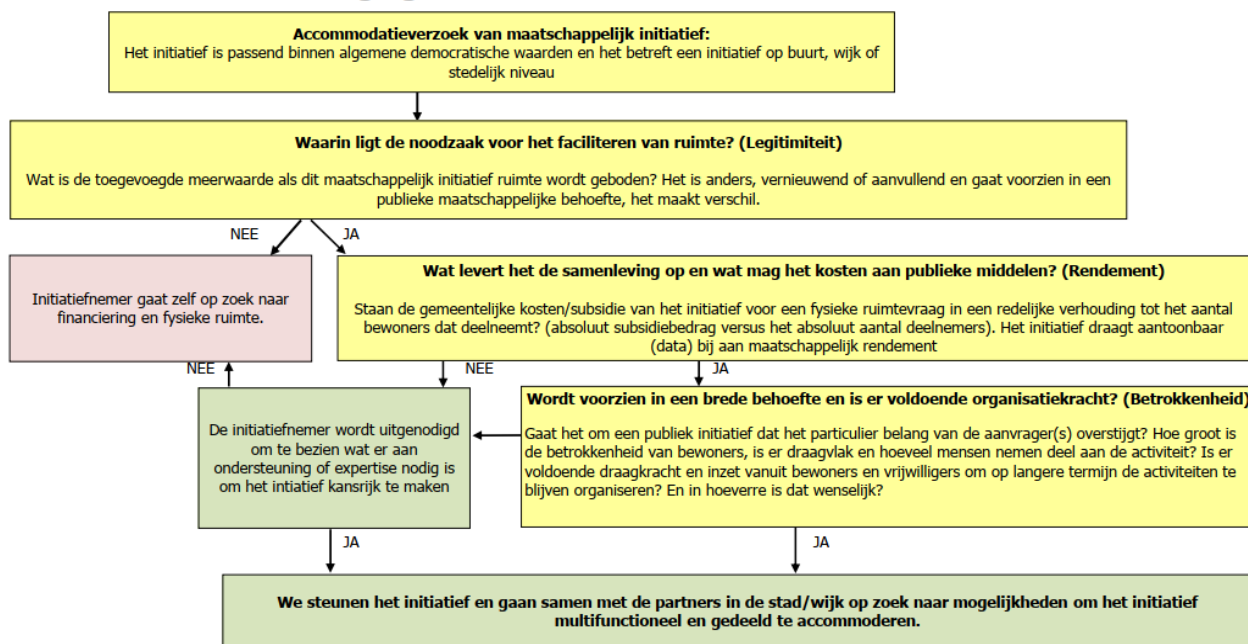 Accommodatieverzoek van maatschappelijk initiatief:
Het initiatief is passend binnen algemene democratische waarden en het betreft een initiatief op buurt, wijk of
stedelijk niveau
Waarin ligt de noodzaak voor het faciliteren van ruimte? (Legitimiteit)
Wat is de toegevoegde meerwaarde als dit maatschappelijk initiatief ruimte wordt geboden? Het is anders, vernieuwend of aanvullend en gaat voorzien in een
publieke maatschappelijke behoefte, het maakt verschil.
NEE
JA
Initiatiefnemer gaat zelf op zoek naar
financiering en fysieke ruimte.
Wat levert het de samenleving op en wat mag het kosten aan publieke middelen? (Rendement)
Staan de gemeentelijke kosten/subsidie van het initiatief voor een fysieke ruimtevraag in een redelijke verhouding tot het aantal
bewoners dat deelneemt? (absoluut subsidiebedrag versus het absoluut aantal deelnemers). Het initiatief draagt aantoonbaar
(data) bij aan maatschappelijk rendement
NEE
NEE
JA
De initiatiefnemer wordt uitgenodigd
om te bezien wat er aan
ondersteuning of expertise nodig is
om het intiatief kansrijk te maken
Wordt voorzien in een brede behoefte en is er voldoende organisatiekracht? (Betrokkenheid)
Gaat het om een publiek initiatief dat het particulier belang van de aanvrager(s) overstijgt? Hoe groot is
de betrokkenheid van bewoners, is er draagvlak en hoeveel mensen nemen deel aan de activiteit? Is er
voldoende draagkracht en inzet vanuit bewoners en vrijwilligers om op langere termijn de activiteiten te
blijven organiseren? En in hoeverre is dat wenselijk?
JA
JA
We steunen het initiatief en gaan samen met de partners in de stad/wijk op zoek naar mogelijkheden om het initiatief
multifunctioneel en gedeeld te accommoderen.